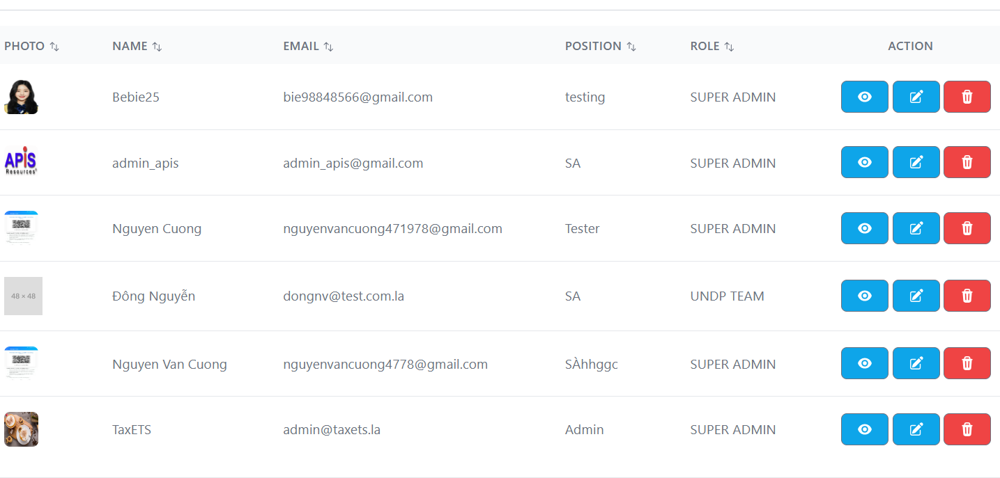 PHOTO NAME EMAIL POSITION ROLE ACTION
Bebie25 bie98848566@gmail.com testing SUPER ADMIN
APiS
Resources
admin_apis admin_apis@gmail.com SA SUPER ADMIN
Nguyen Cuong nguyenvancuong471978@gmail.com Tester SUPER ADMIN
48 × 48 Đông Nguyễn dongnv@test.com.la SA UNDP TEAM
Nguyen Van Cuong nguyenvancuong4778@gmail.com SÀhhggc SUPER ADMIN
TaxETS admin@taxets.la Admin SUPER ADMIN